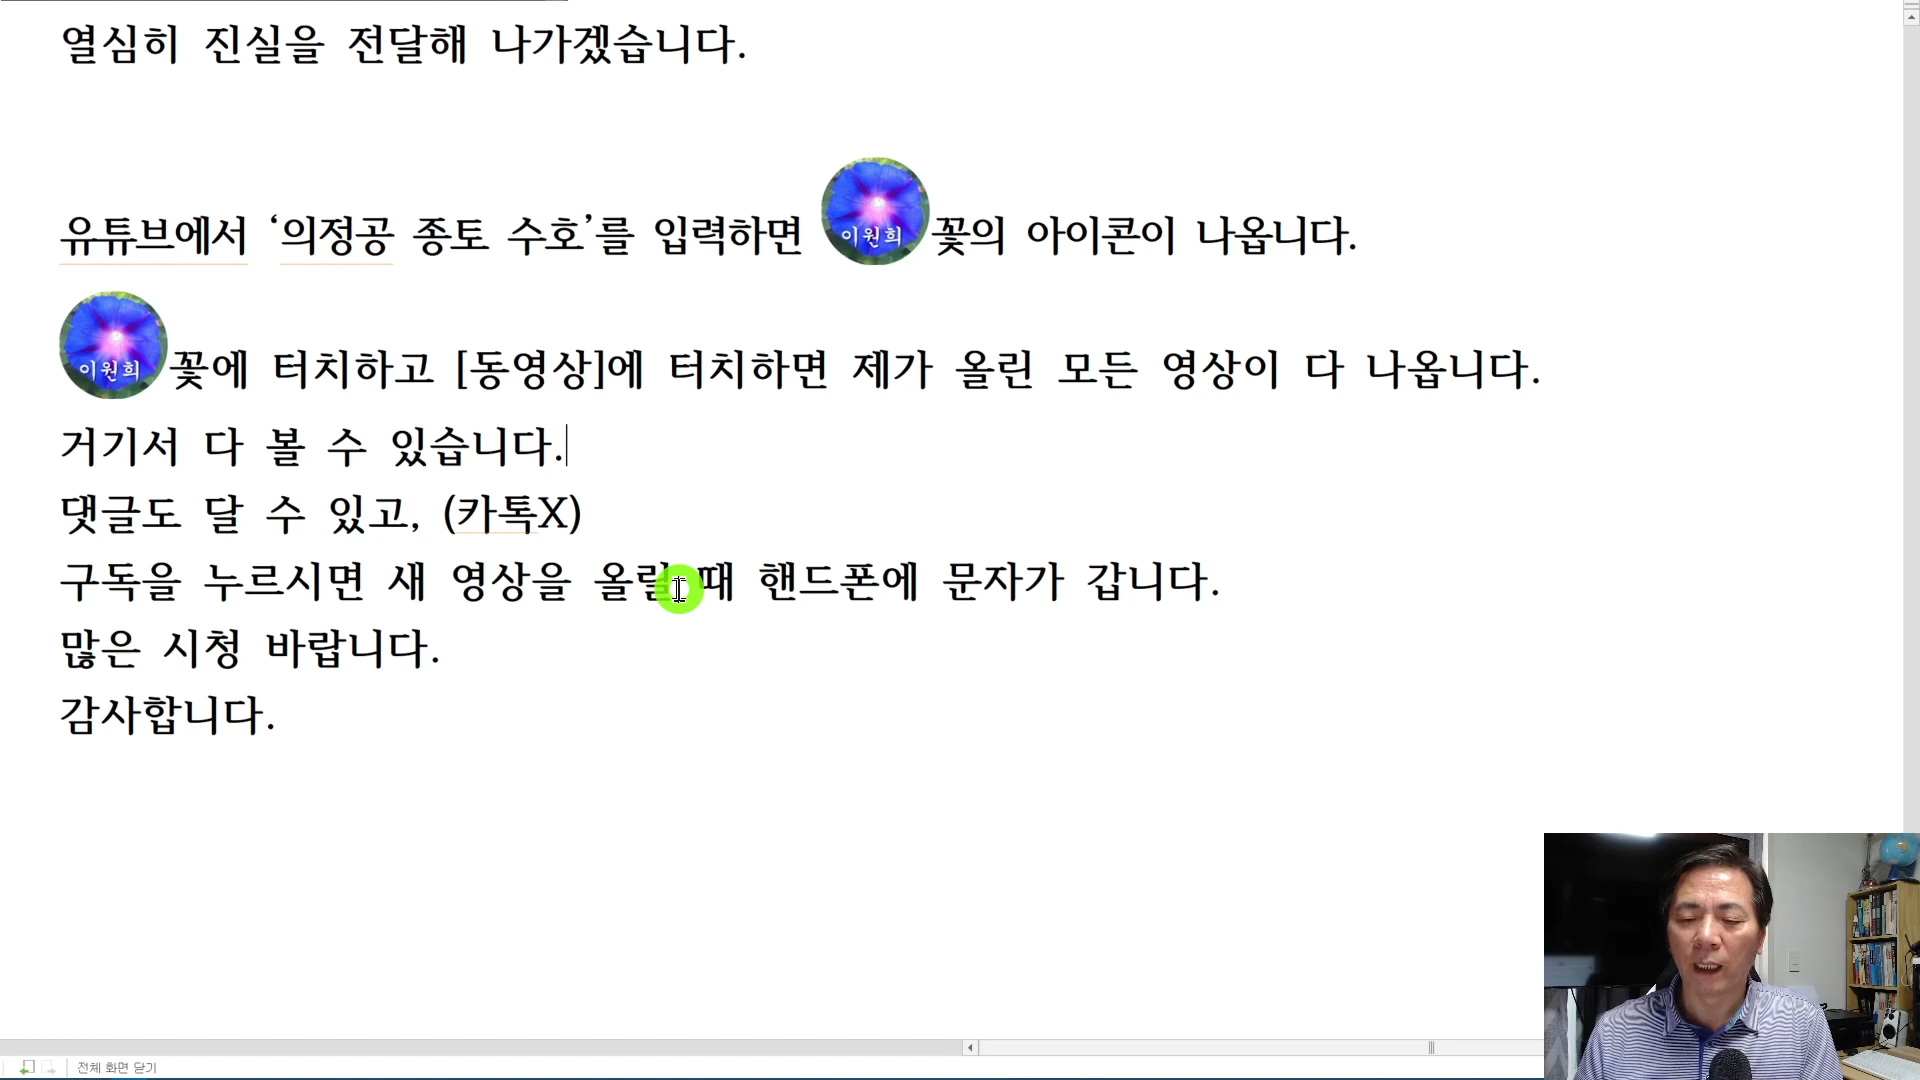 열심히 진실을 전달해 나가겠습니다.
유튜브에서 ‘의정공 종토 수호’를 입력하면 이원희 꽃의 아이콘이 나옵니다.
이원희 꽃에 터치하고 [동영상]에 터치하면 제가 올린 모든 영상이 다 나옵니다.
거기서 다 볼 수 있습니다.
댓글도 달 수 있고, (카톡X)
구독을 누르시면 새 영상을 올릴 때 핸드폰에 문자가 갑니다.
많은 시청 바랍니다.
감사합니다.
전체 화면 닫기